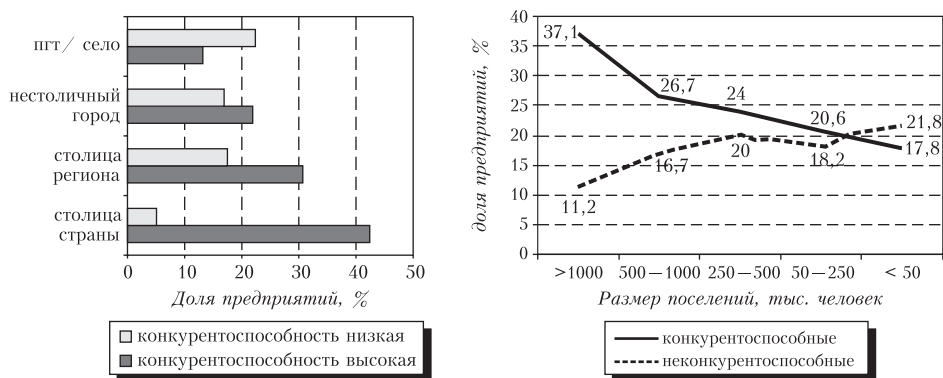 пгт / село
нестоличный
город
столица
региона
столица
страны
0 10 20 30 40 50
Доля предприятий, %
конкурентоспособность низкая
конкурентоспособность высокая
доля предприятий, %
40
35
30
25
20
15
10
5
0
37,1
26,7
24
20,6
17,8
11,2
16,7
20
18,2
21,8
>1000 500—1000 250—500 50—250 < 50
Размер поселений, тыс. человек
конкурентоспособные
неконкурентоспособные